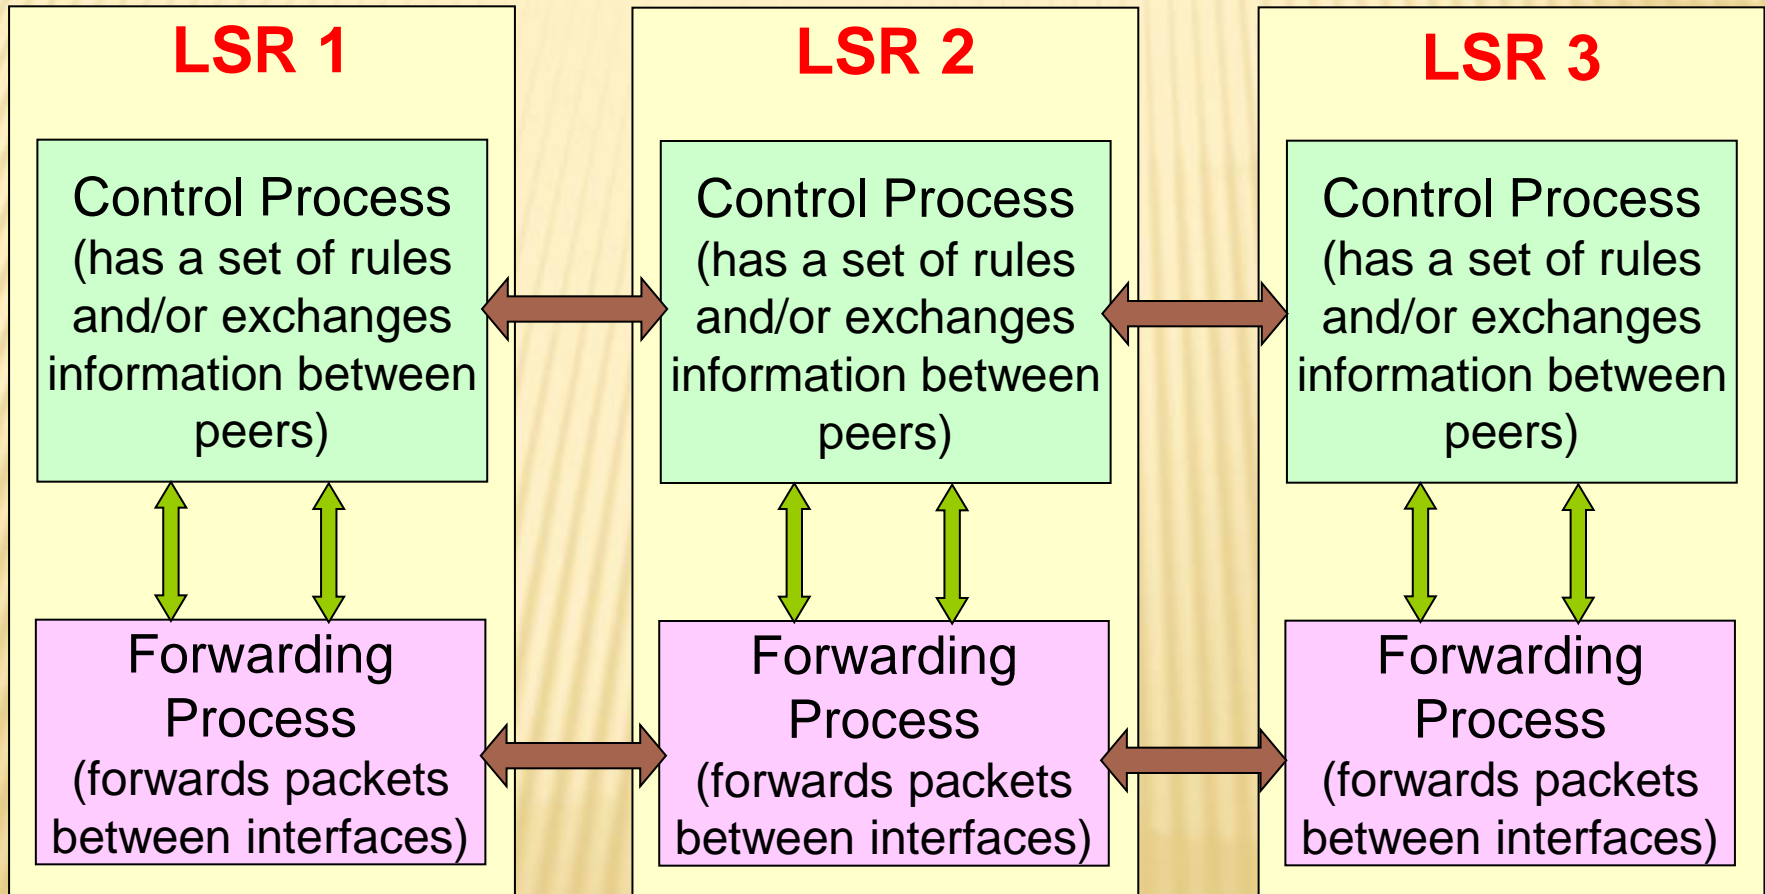 LSR 1
Control Process
(has a set of rules
and/or exchanges
information between
peers)
Forwarding
Process
(forwards packets
between interfaces)
LSR 2
Control Process
(has a set of rules
and/or exchanges
information between
peers)
Forwarding
Process
(forwards packets
between interfaces)
LSR 3
Control Process
(has a set of rules
and/or exchanges
information between
peers)
Forwarding
Process
(forwards packets
between interfaces)